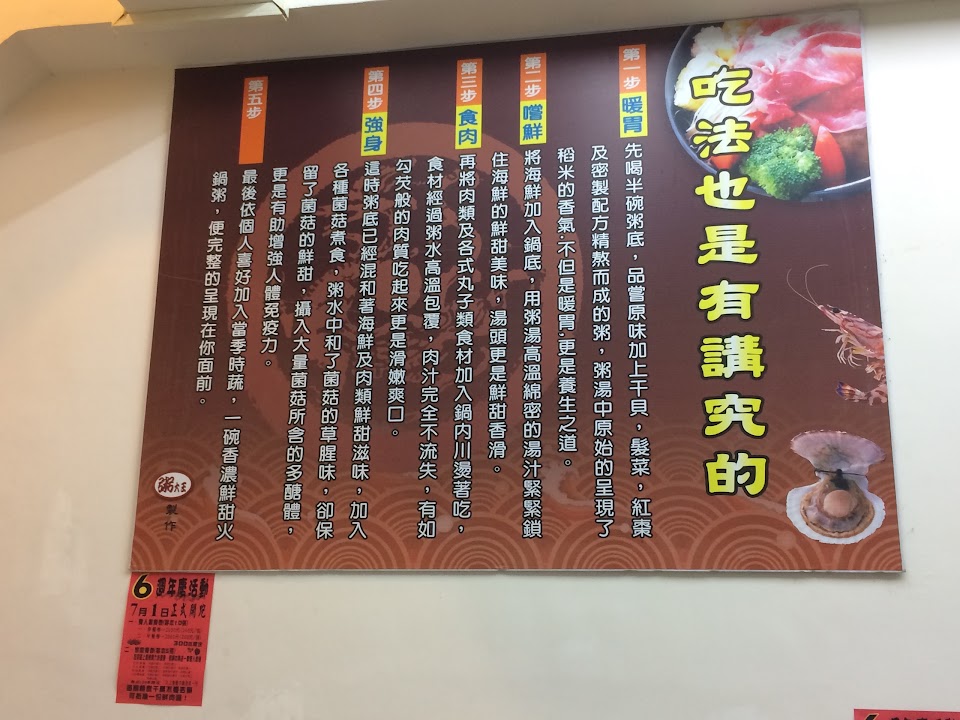 吃法也是有講究的
第一步 暖胃
先喝半碗粥底，品嘗原味加上干貝，髮菜，紅棗
及密製配方精熬而成的粥，粥湯中原始的呈現了
稻米的香氣．不但是暖胃．更是養生之道。
第二步 嚐鮮
將海鮮加入鍋底，用粥湯高溫綿密的湯汁緊緊鎖
住海鮮的鮮甜美味，湯頭更是鮮甜香滑。
第三步 食肉
再將肉類及各式丸子類食材加入鍋內川燙著吃，
食材經過粥水高溫包覆，肉汁完全不流失，有如
勾芡般的肉質吃起來更是滑嫩爽口。
第四步 強身
這時粥底已經混和著海鮮及肉類鮮甜滋味，加入
各種菌菇煮食，粥水中和了菌菇的草腥味，卻保
留了菌菇的鮮甜，攝入大量菌菇所含的多醣體，
更是有助增強人體免疫力。
第五步
最後依個人喜好加入當季時蔬，一碗香濃鮮甜火
鍋粥，便完整的呈現在你面前。
粥大王 製作
6週年慶活動
7月1日正式開跑